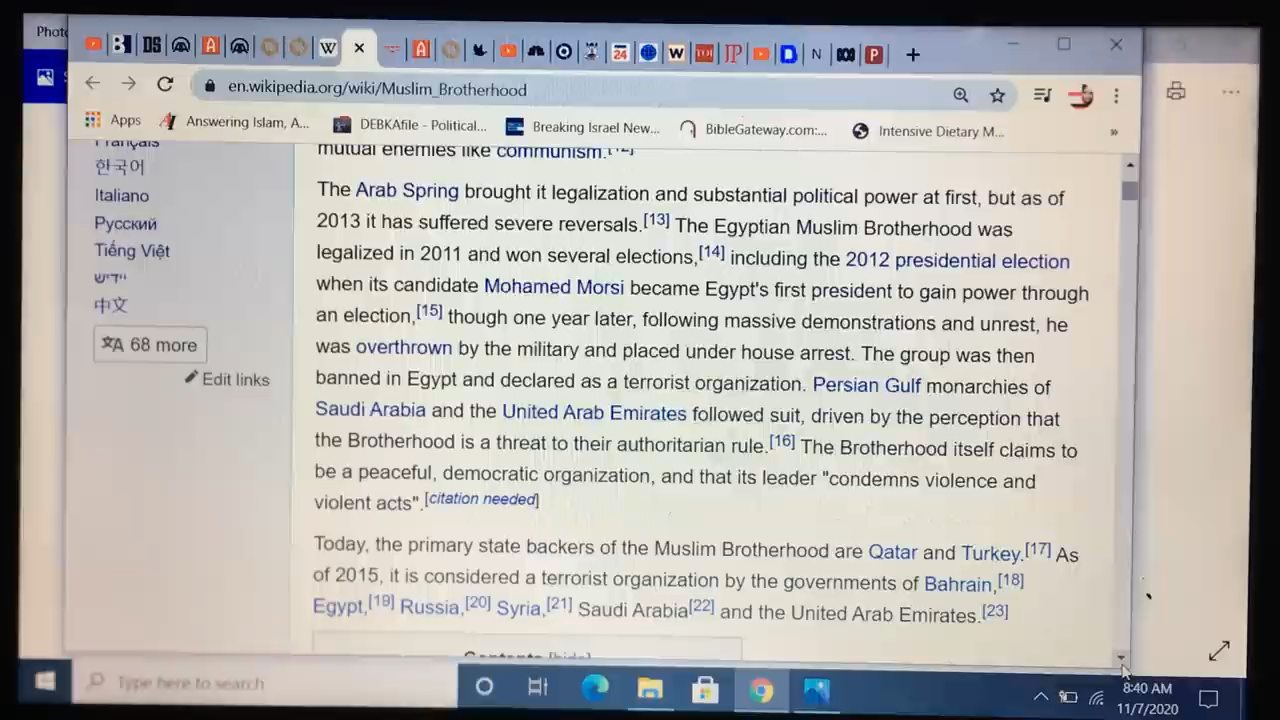 Phot
DS
24
en.wikipedia.org/wiki/Muslim_Brotherhood
Apps
Answering Islam, A...
DEBKAfile - Political...
Breaking Israel New...
BibleGateway.com:...
Intensive Dietary M...
»
Français
한국어
Italiano
Русский
Tiếng Việt
ייִדיש
中文
68 more
Edit links
mutual enemies like communism.[12]
The Arab Spring brought it legalization and substantial political power at first, but as of
2013 it has suffered severe reversals.[13] The Egyptian Muslim Brotherhood was
legalized in 2011 and won several elections,[14] including the 2012 presidential election
when its candidate Mohamed Morsi became Egypt's first president to gain power through
an election,[15] though one year later, following massive demonstrations and unrest, he
was overthrown by the military and placed under house arrest. The group was then
banned in Egypt and declared as a terrorist organization. Persian Gulf monarchies of
Saudi Arabia and the United Arab Emirates followed suit, driven by the perception that
the Brotherhood is a threat to their authoritarian rule.[16] The Brotherhood itself claims to
be a peaceful, democratic organization, and that its leader "condemns violence and
violent acts".[citation needed]
Today, the primary state backers of the Muslim Brotherhood are Qatar and Turkey.[17] As
of 2015, it is considered a terrorist organization by the governments of Bahrain,[18]
Egypt,[19] Russia,[20] Syria,[21] Saudi Arabia[22] and the United Arab Emirates.[23]
Contents [hide]
Type here to search
8:40 AM
11/7/2020